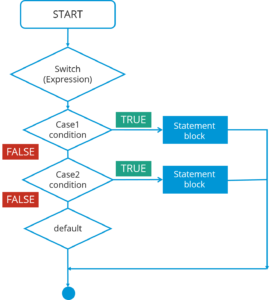 START
Switch
(Expression)
Case1
condition
TRUE
Statement
block
FALSE
Case2
condition
TRUE
Statement
block
FALSE
default